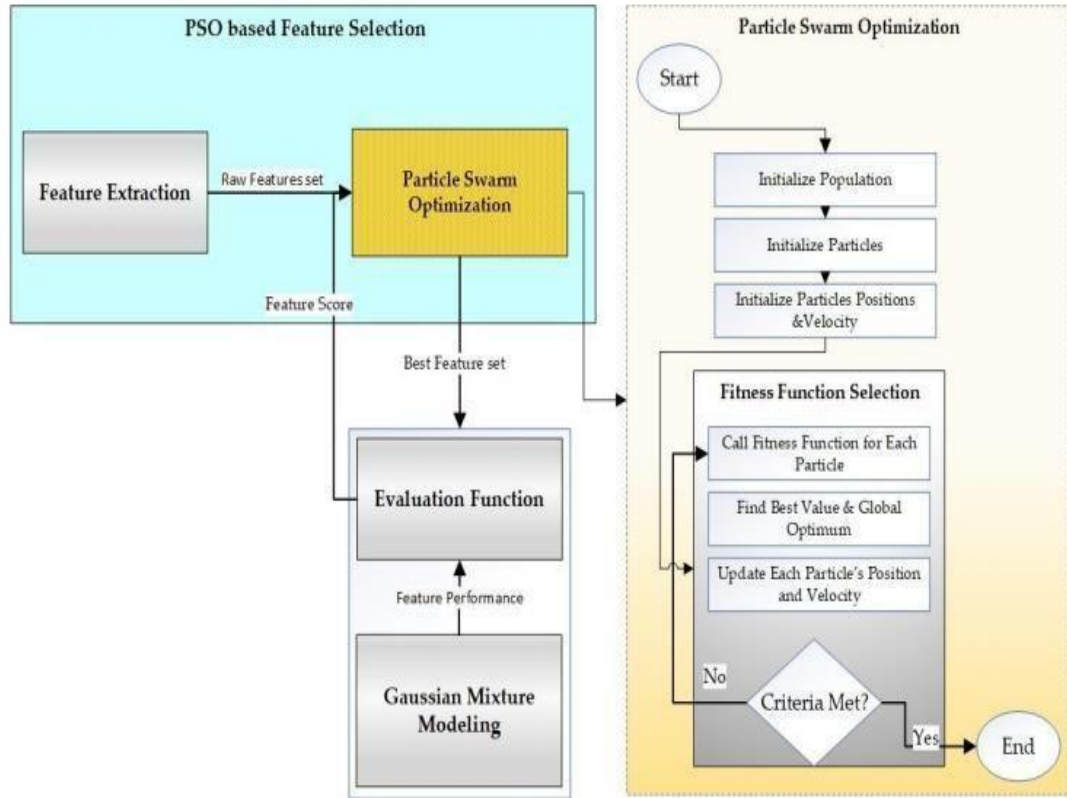 PSO based Feature Selection
Feature Extraction
Raw Features set
Particle Swarm
Optimization
Feature Score
Best Feature set
Evaluation Function
Feature Performance
Gaussian Mixture
Modeling
Particle Swarm Optimization
Start
Initialize Population
Initialize Particles
Initialize Particles Positions
&Velocity
Fitness Function Selection
Call Fitness Function for Each
Particle
Find Best Value & Global
Optimum
Update Each Particle's Position
and Velocity
No
Criteria Met?
Yes
End